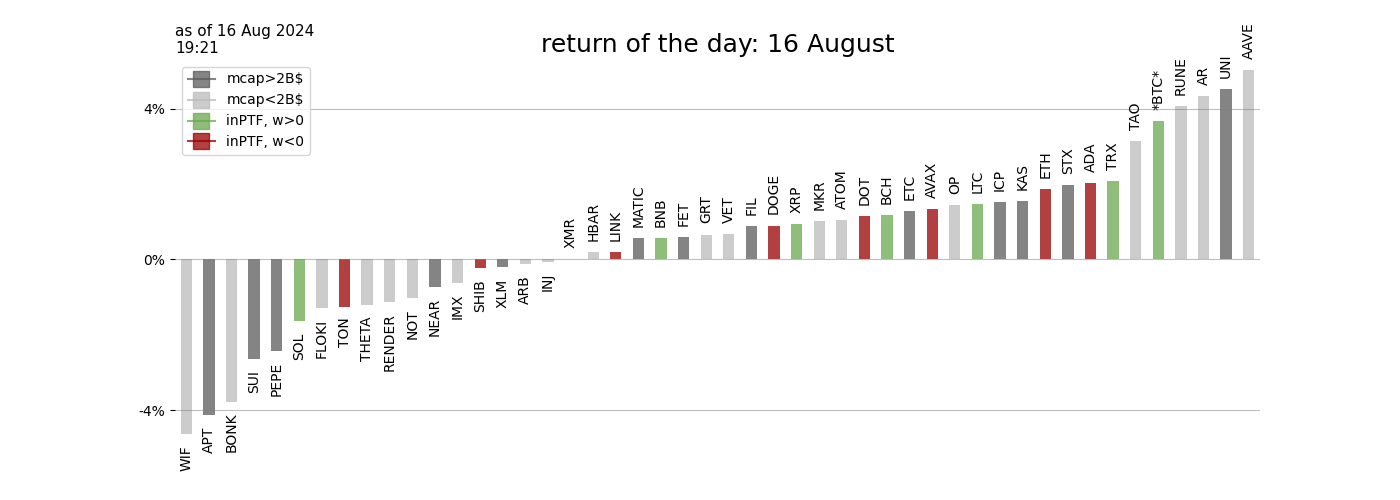 as of 16 Aug 2024
19:21
return of the day: 16 August
mcap>2B$
mcap<2B$
inPTF, w>0
inPTF, w<0
4%
0%
-4%
WIF
APT
BONK
SUI
PEPE
SOL
FLOKI
TON
THETA
RENDER
NOT
NEAR
IMX
SHIB
XLM
ARB
INJ
XMR
HBAR
LINK
MATIC
BNB
FET
GRT
VET
FIL
DOGE
XRP
MKR
ATOM
DOT
BCH
ETC
AVAX
OP
LTC
ICP
KAS
ETH
STX
ADA
TRX
TAO
*BTC*
RUNE
AR
UNI
AAVE